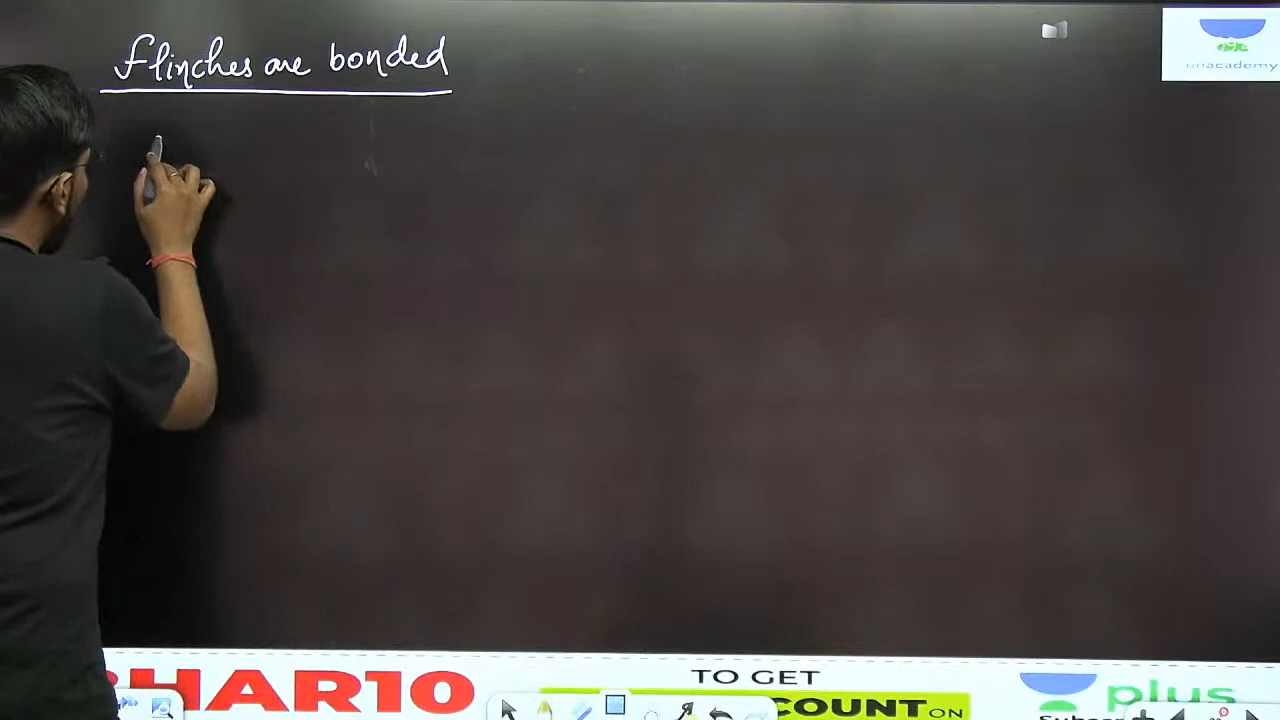 Flinches are bonded
unacademy
HAR10
TO GET
COUNT ON
plus